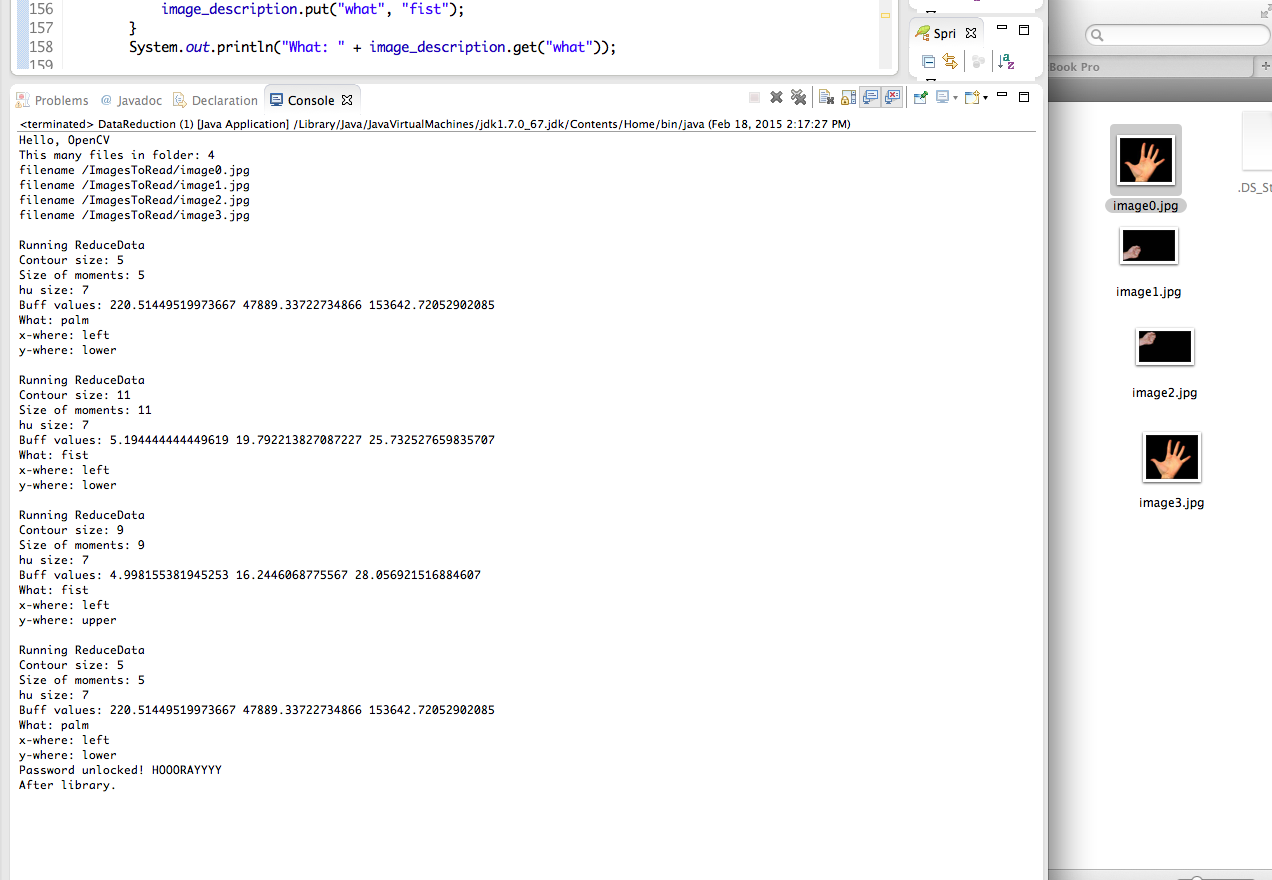 156 image_description.put("what", "fist");
157 }
158 System.out.println("What: " + image_description.get("what"));
159
Spri
Book Pro
Problems @ Javadoc Declaration Console
<terminated> DataReduction (1) [Java Application] /Library/Java/JavaVirtualMachines/jdk1.7.0_67.jdk/Contents/Home/bin/java (Feb 18, 2015 2:17:27 PM)
Hello, OpenCV
This many files in folder: 4
filename /ImagesToRead/image0.jpg
filename /ImagesToRead/image1.jpg
filename /ImagesToRead/image2.jpg
filename /ImagesToRead/image3.jpg
Running ReduceData
Contour size: 5
Size of moments: 5
hu size: 7
Buff values: 220.51449519973667 47889.33722734866 153642.72052902085
What: palm
x-where: left
y-where: lower
Running ReduceData
Contour size: 11
Size of moments: 11
hu size: 7
Buff values: 5.194444444449619 19.792213827087227 25.732527659835707
What: fist
x-where: left
y-where: lower
Running ReduceData
Contour size: 9
Size of moments: 9
hu size: 7
Buff values: 4.998155381945253 16.2446068775567 28.056921516884607
What: fist
x-where: left
y-where: upper
Running ReduceData
Contour size: 5
Size of moments: 5
hu size: 7
Buff values: 220.51449519973667 47889.33722734866 153642.72052902085
What: palm
x-where: left
y-where: lower
Password unlocked! HOOORAYYYY
After library.
image0.jpg
.DS_St
image1.jpg
image2.jpg
image3.jpg